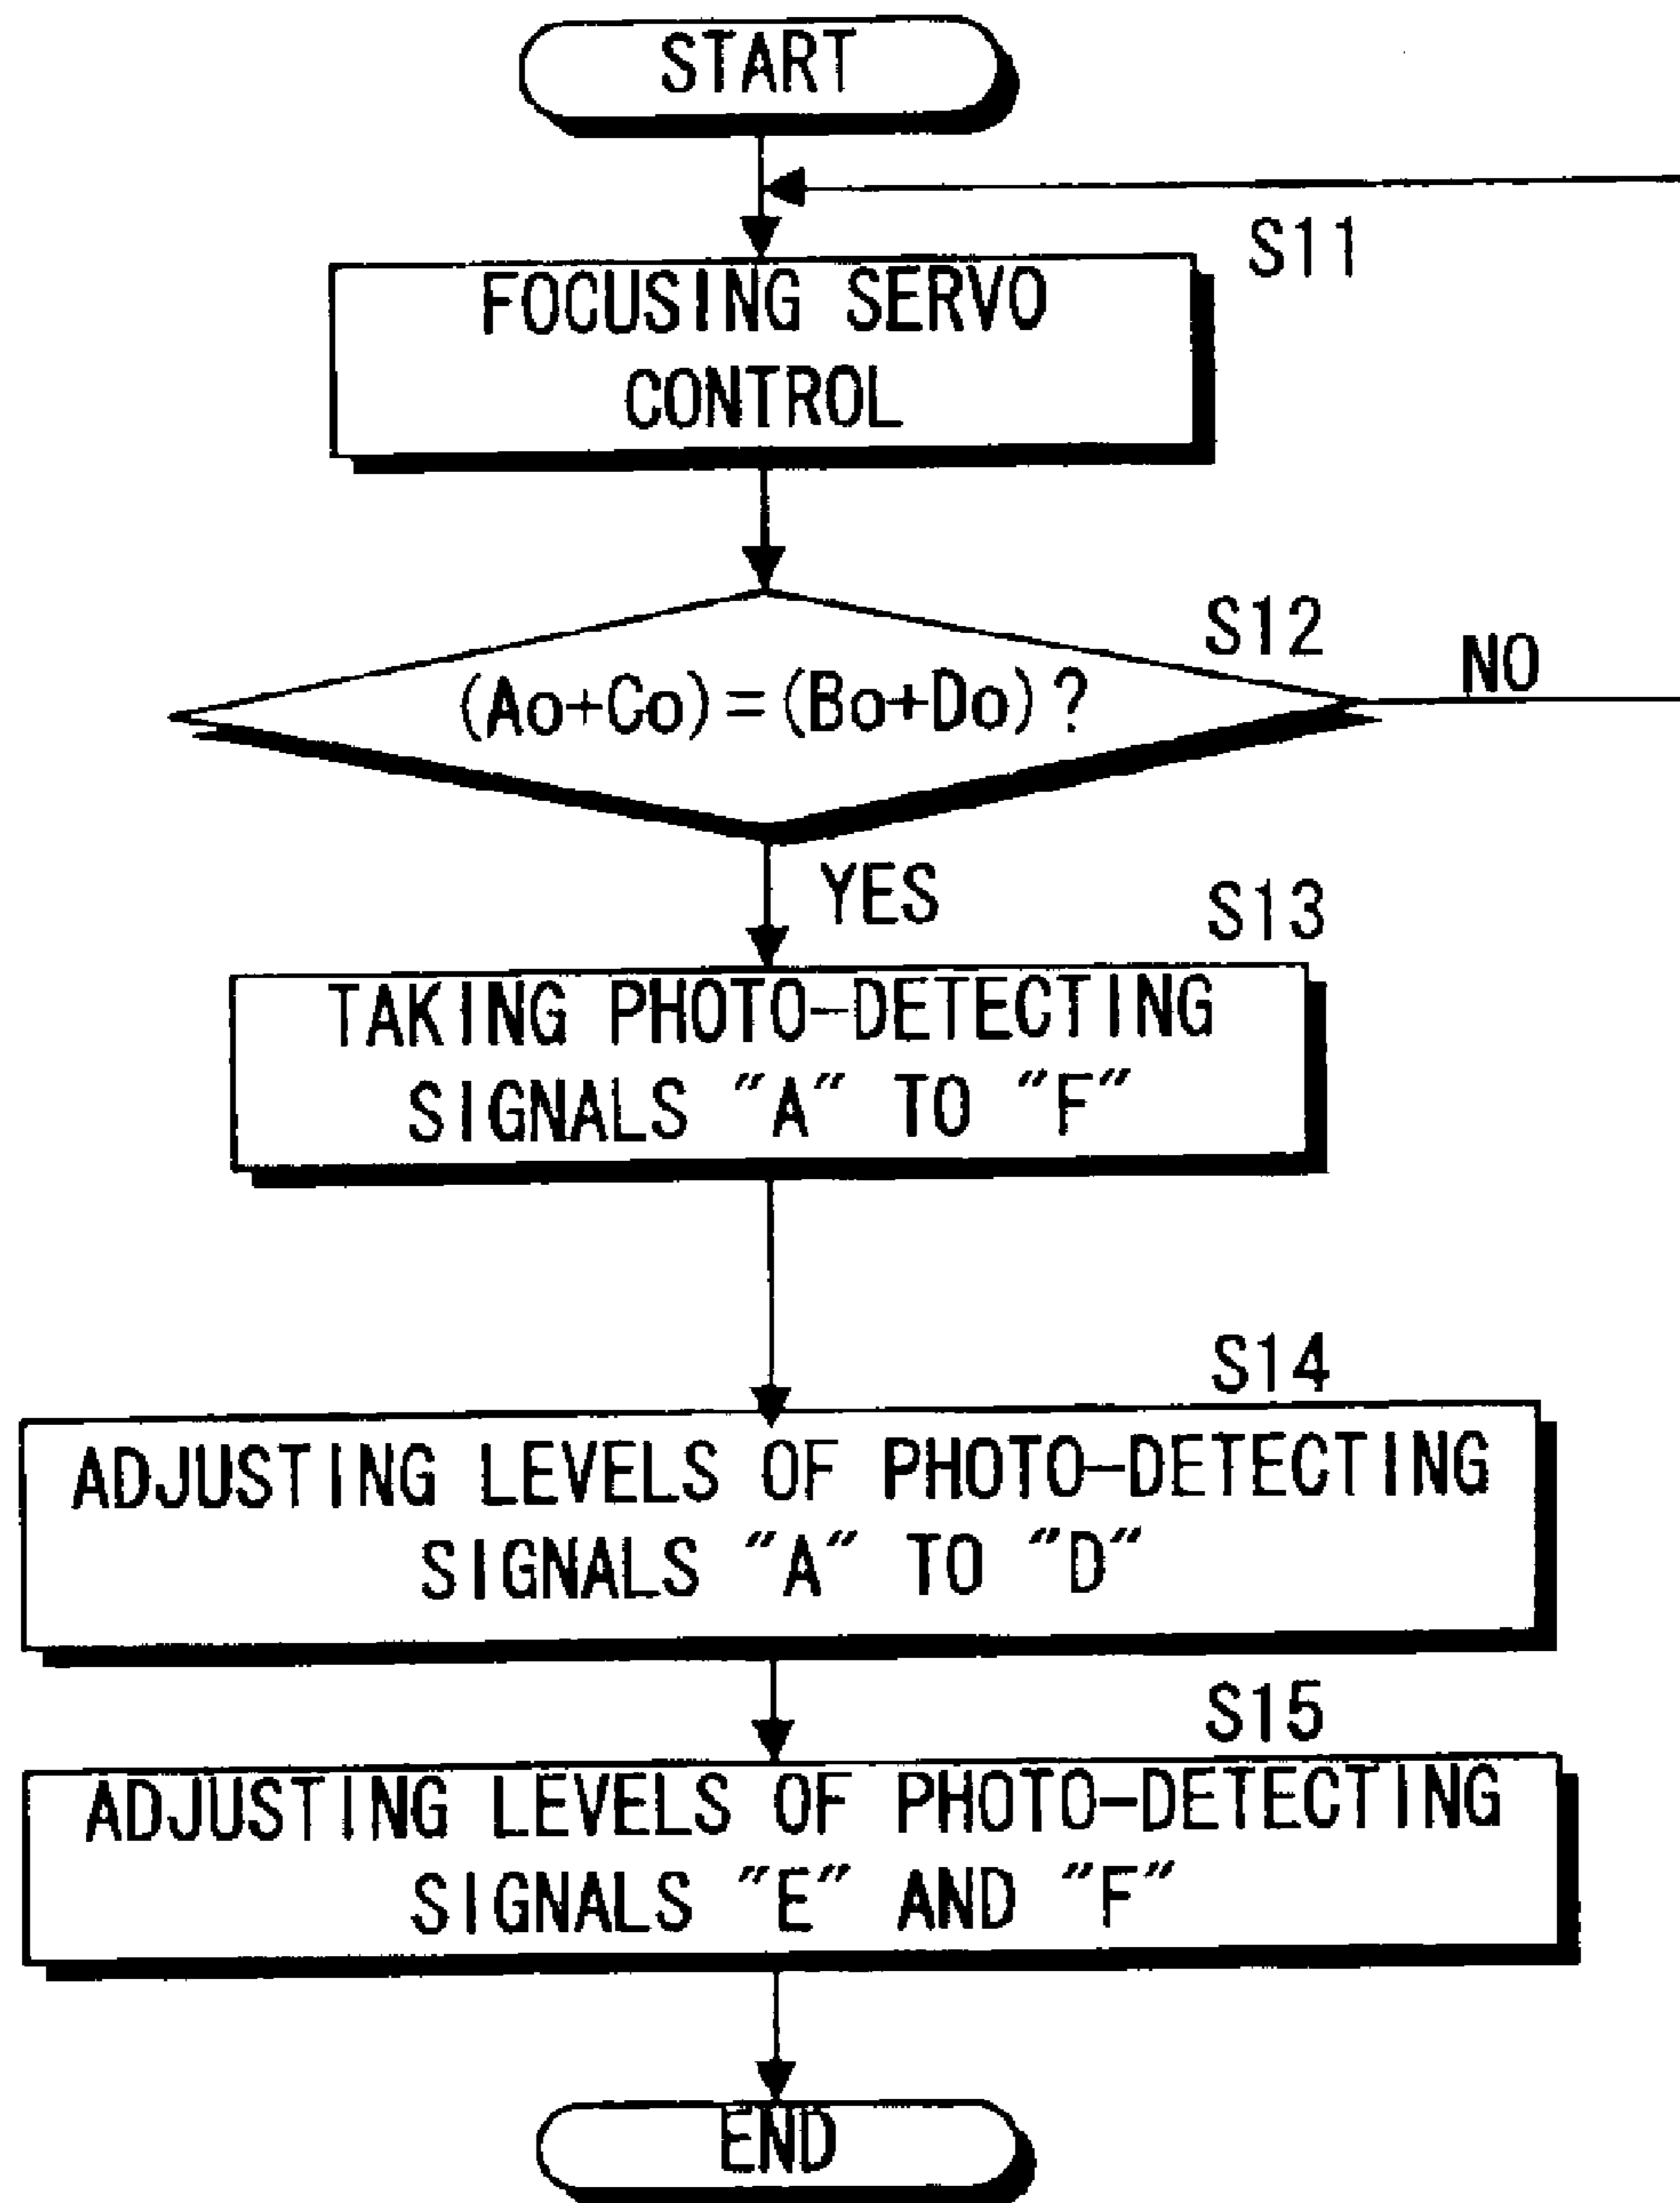 START
S11
FOCUSING SERVO
CONTROL
S12
(Ao+Co)=(Bo+Do)?
NO
YES
S13
TAKING PHOTO-DETECTING
SIGNALS "A" TO "F"
S14
ADJUSTING LEVELS OF PHOTO-DETECTING
SIGNALS "A" TO "D"
S15
ADJUSTING LEVELS OF PHOTO-DETECTING
SIGNALS "E" AND "F"
END